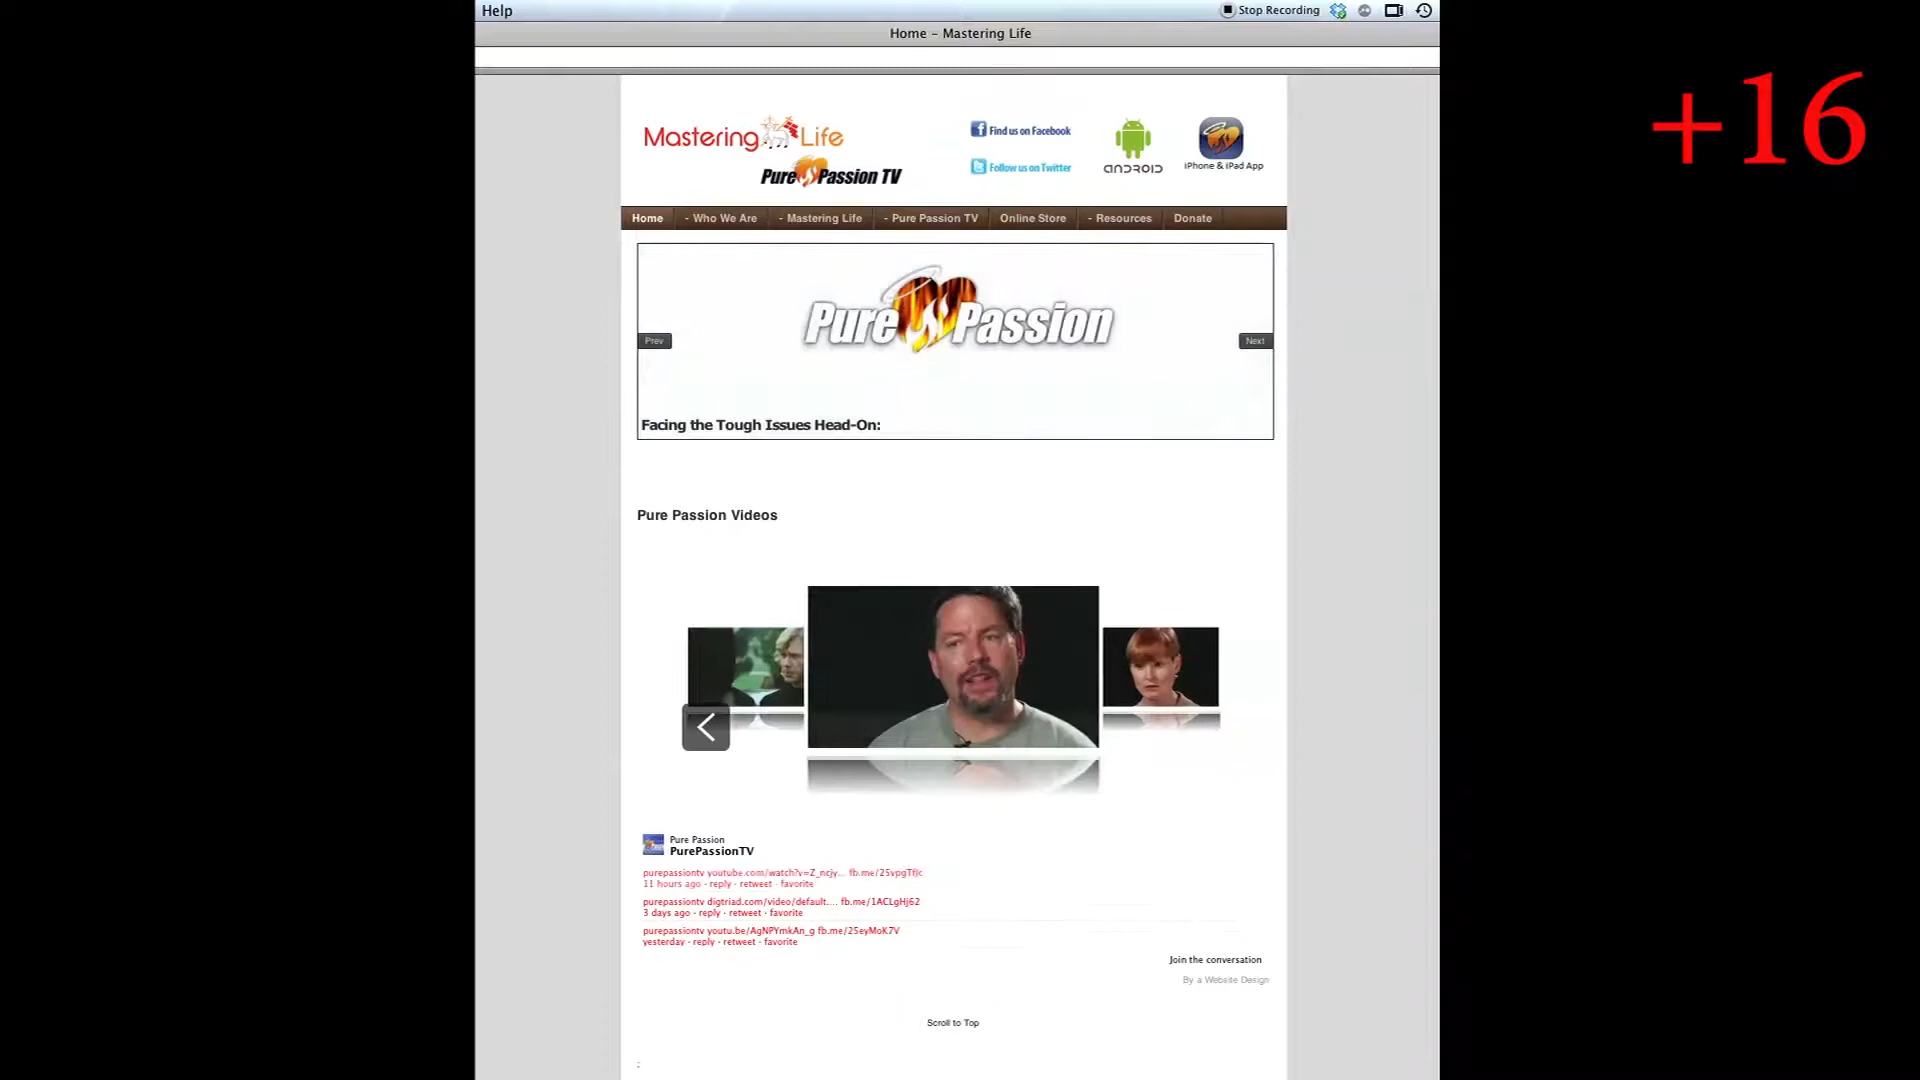 Help
Stop Recording
Home – Mastering Life
+16
Mastering Life
Pure Passion TV
Find us on Facebook
Follow us on Twitter
ANDROID
iPhone & iPad App
Home - Who We Are - Mastering Life - Pure Passion TV Online Store - Resources Donate
Pure Passion
Prev
Next
Facing the Tough Issues Head-On:
Pure Passion Videos
Pure Passion
PurePassionTV
purepassiontv youtube.com/watch?v=Z_ncjy... fb.me/25vpgTfJc
11 hours ago · reply · retweet · favorite
purepassiontv digtriad.com/video/default.... fb.me/1ACLgHj62
3 days ago · reply · retweet · favorite
purepassiontv youtu.be/AgNPYmkAn_g fb.me/25eyMoK7V
yesterday · reply · retweet · favorite
Join the conversation
By a Website Design
Scroll to Top
: